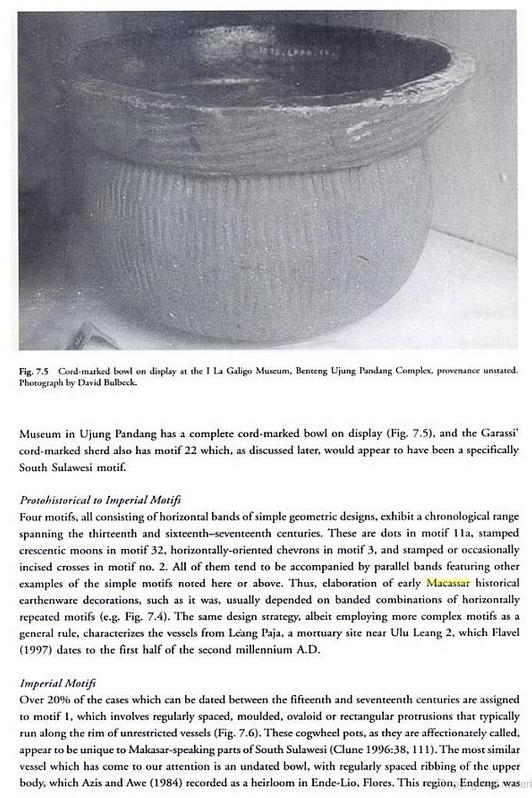 Fig. 7.5 Cord-marked bowl on display at the I La Galigo Museum, Benteng Ujung Pandang Complex, provenance unstated.
Photograph by David Bulbeck.
Museum in Ujung Pandang has a complete cord-marked bowl on display (Fig. 7.5), and the Garassi'
cord-marked sherd also has motif 22 which, as discussed later, would appear to have been a specifically
South Sulawesi motif.
Protohistorical to Imperial Motifs
Four motifs, all consisting of horizontal bands of simple geometric designs, exhibit a chronological range
spanning the thirteenth and sixteenth–seventeenth centuries. These are dots in motif 11a, stamped
crescentic moons in motif 32, horizontally-oriented chevrons in motif 3, and stamped or occasionally
incised crosses in motif no. 2. All of them tend to be accompanied by parallel bands featuring other
examples of the simple motifs noted here or above. Thus, elaboration of early Macassar historical
earthenware decorations, such as it was, usually depended on banded combinations of horizontally
repeated motifs (e.g. Fig. 7.4). The same design strategy, albeit employing more complex motifs as a
general rule, characterizes the vessels from Leang Paja, a mortuary site near Ulu Leang 2, which Flavel
(1997) dates to the first half of the second millennium A.D.
Imperial Motifs
Over 20% of the cases which can be dated between the fifteenth and seventeenth centuries are assigned
to motif 1, which involves regularly spaced, moulded, ovaloid or rectangular protrusions that typically
run along the rim of unrestricted vessels (Fig. 7.6). These cogwheel pots, as they are affectionately called,
appear to be unique to Makasar-speaking parts of South Sulawesi (Clune 1996:38, 111). The most similar
vessel which has come to our attention is an undated bowl, with regularly spaced ribbing of the upper
body, which Azis and Awe (1984) recorded as a heirloom in Ende-Lio, Flores. This region, Endeng, was